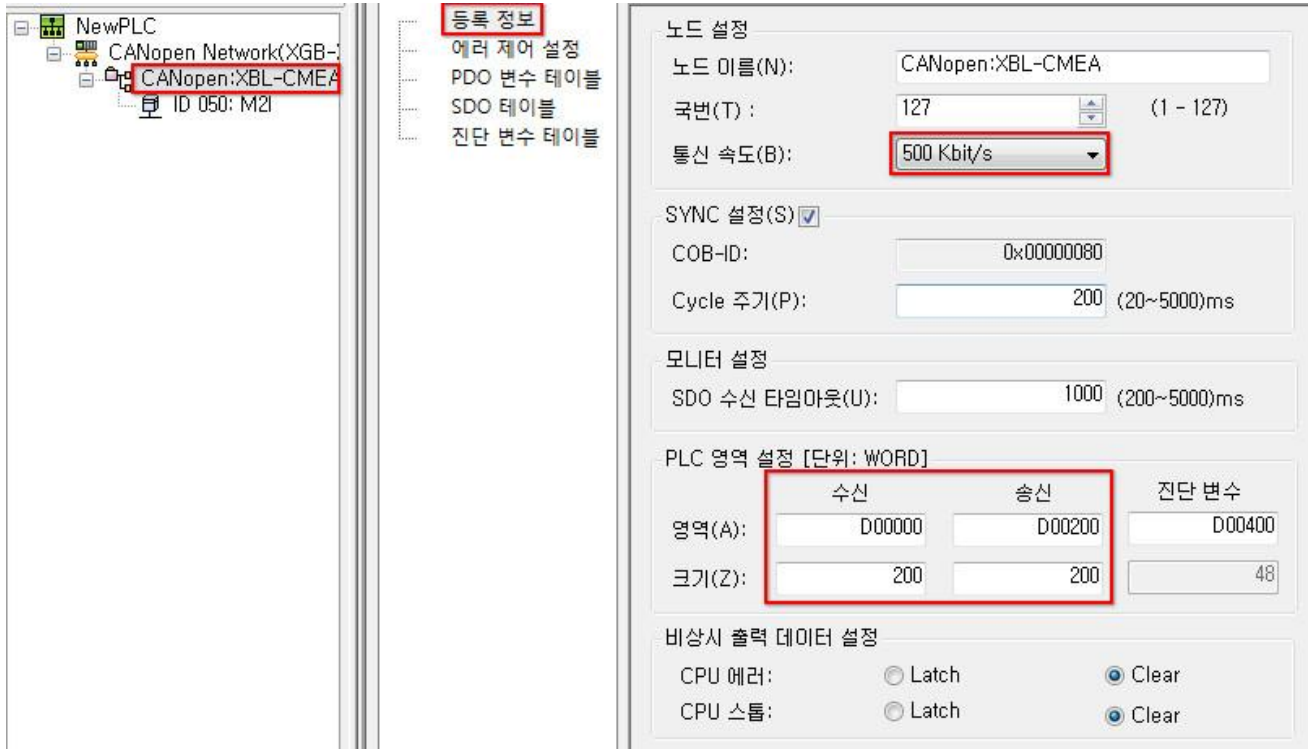 NewPLC
CANopen Network(XGB-
CANopen:XBL-CMEA
ID 050: M2I
등록 정보
에러 제어 설정
PDO 변수 테이블
SDO 테이블
진단 변수 테이블
노드 설정
노드 이름(N): CANopen:XBL-CMEA
국번(T) : 127 (1 - 127)
통신 속도(B): 500 Kbit/s
SYNC 설정(S)
COB-ID: 0x00000080
Cycle 주기(P): 200 (20~5000)ms
모니터 설정
SDO 수신 타임아웃(U): 1000 (200~5000)ms
PLC 영역 설정 [단위: WORD]
수신 송신 진단 변수
영역(A): D00000 D00200 D00400
크기(Z): 200 200 48
비상시 출력 데이터 설정
CPU 에러: Latch Clear
CPU 스톱: Latch Clear